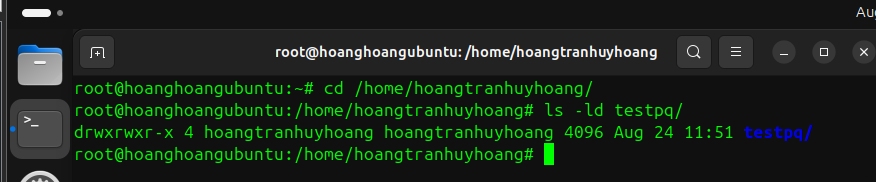 Aug
root@hoanghoangubuntu: /home/hoangtranhuyhoang
root@hoanghoangubuntu:~# cd /home/hoangtranhuyhoang/
root@hoanghoangubuntu:/home/hoangtranhuyhoang# ls -ld testpq/
drwxrwxr-x 4 hoangtranhuyhoang hoangtranhuyhoang 4096 Aug 24 11:51 testpq/
root@hoanghoangubuntu:/home/hoangtranhuyhoang#